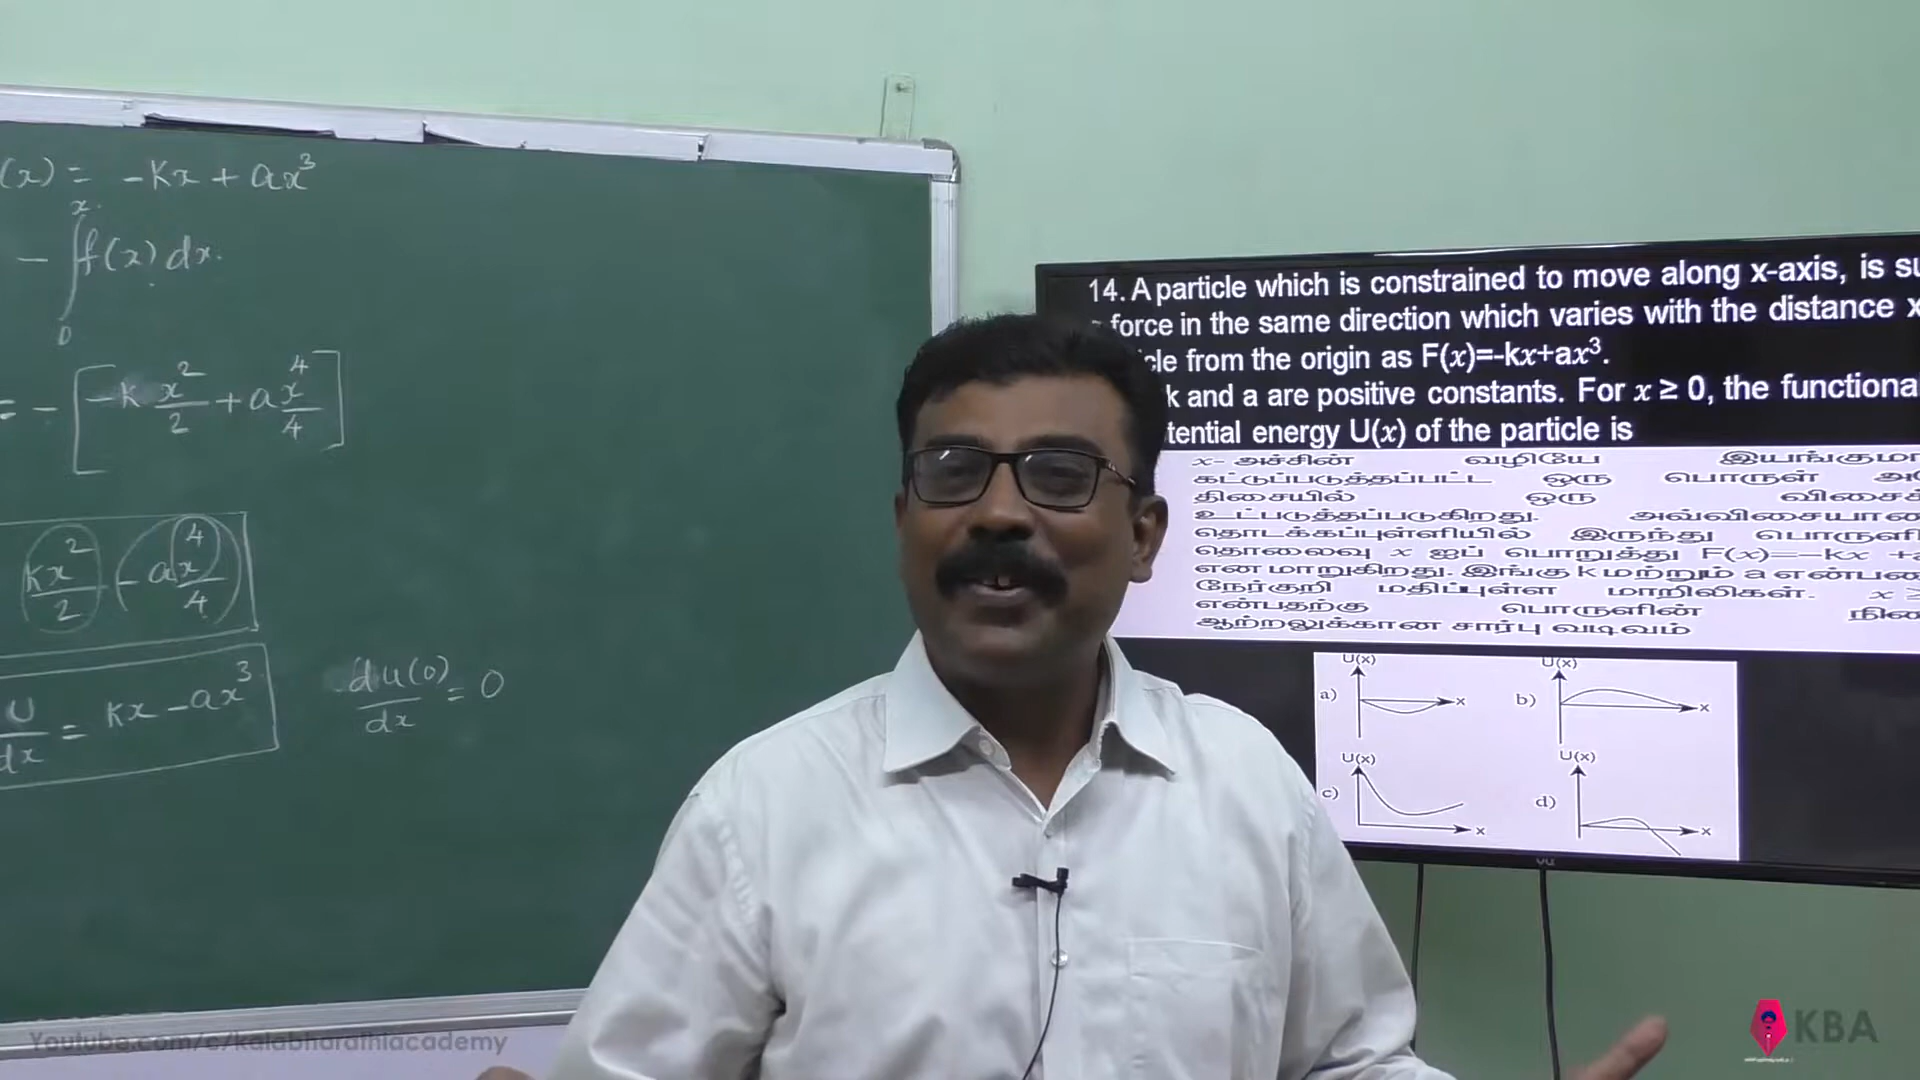 (x) = -Kx + ax³
x
- ∫f(x) dx.
0
= - [-K x²/2 + a x⁴/4]
Kx²/2 - a x⁴/4
U/dx = Kx - ax³
du(0)/dx = 0
14. A particle which is constrained to move along x-axis, is su
force in the same direction which varies with the distance x
cle from the origin as F(x)=-kx+ax³.
k and a are positive constants. For x ≥ 0, the functional
tential energy U(x) of the particle is
x- அச்சின் வழியே இயங்குமா
கட்டுப்படுத்தப்பட்ட ஒரு பொருள் அ
திசையில் ஒரு விசைக்
உட்படுத்தப்படுகிறது. அவ்விசையான
தொடக்கப்புள்ளியில் இருந்து பொருளி
தொலைவு x ஐப் பொறுத்து F(x)=-kx +
என மாறுகிறது. இங்கு k மற்றும் a என்பன
நேர்குறி மதிப்புள்ள மாறிலிகள். x ≥
என்பதற்கு பொருளின் நிலை
ஆற்றலுக்கான சார்பு வடிவம்
U(x) U(x)
a) x b) x
U(x) U(x)
c) x d) x
vu
Youtube.com/c/kalabharathiacademy
KBA